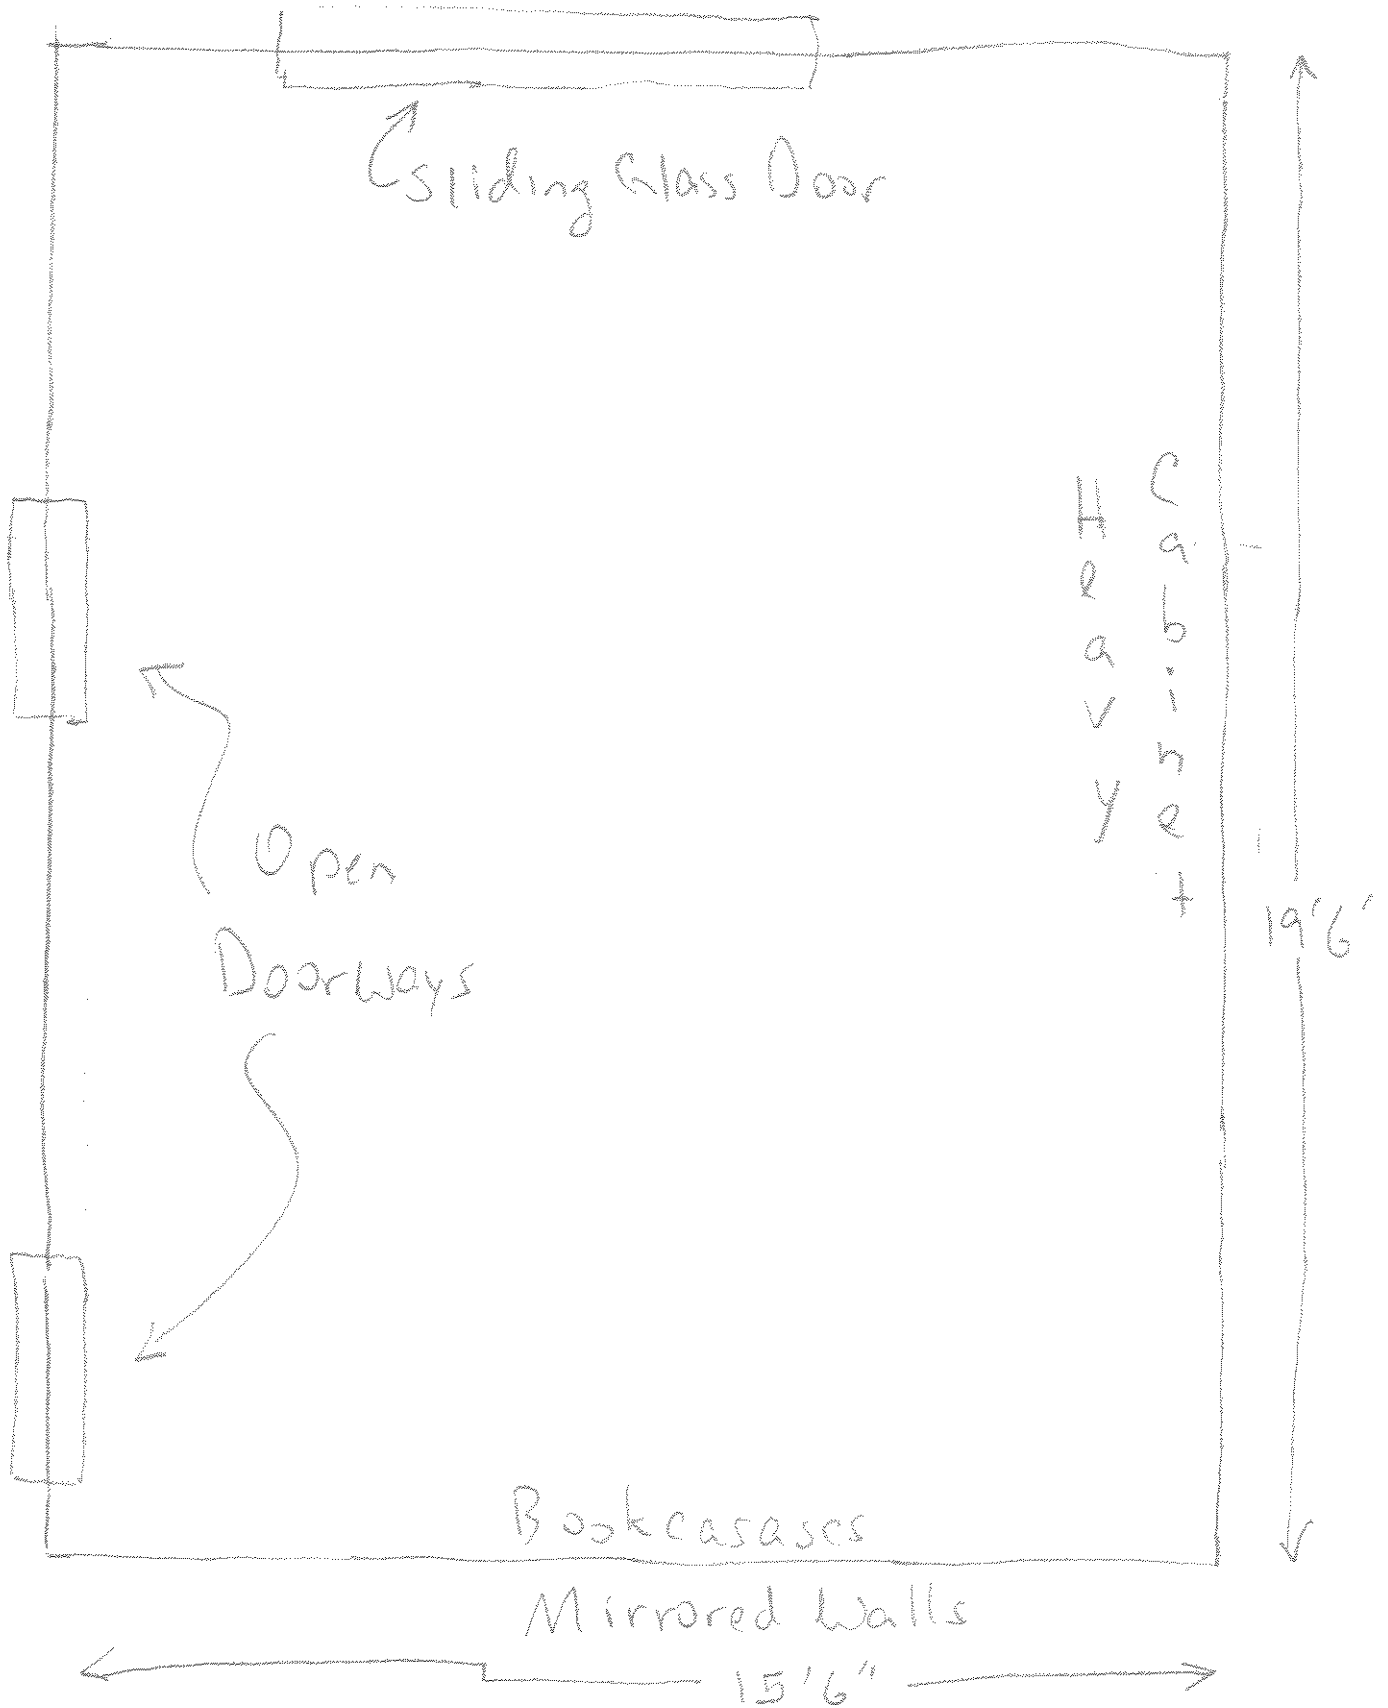 Sliding Glass Door
Heavy
Cabinet
Open
Doorways
19'6'
Bookcasases
Mirrored Walls
15'6"